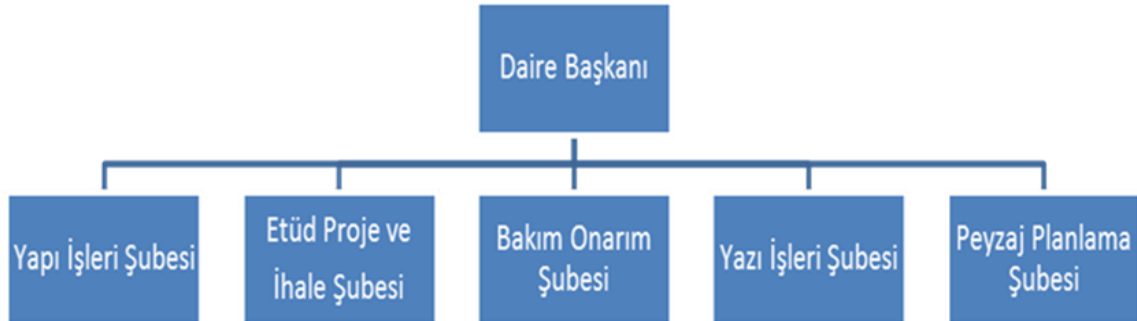 Daire Başkanı
Yapı İşleri Şubesi
Etüd Proje ve
İhale Şubesi
Bakım Onarım
Şubesi
Yazı İşleri Şubesi
Peyzaj Planlama
Şubesi